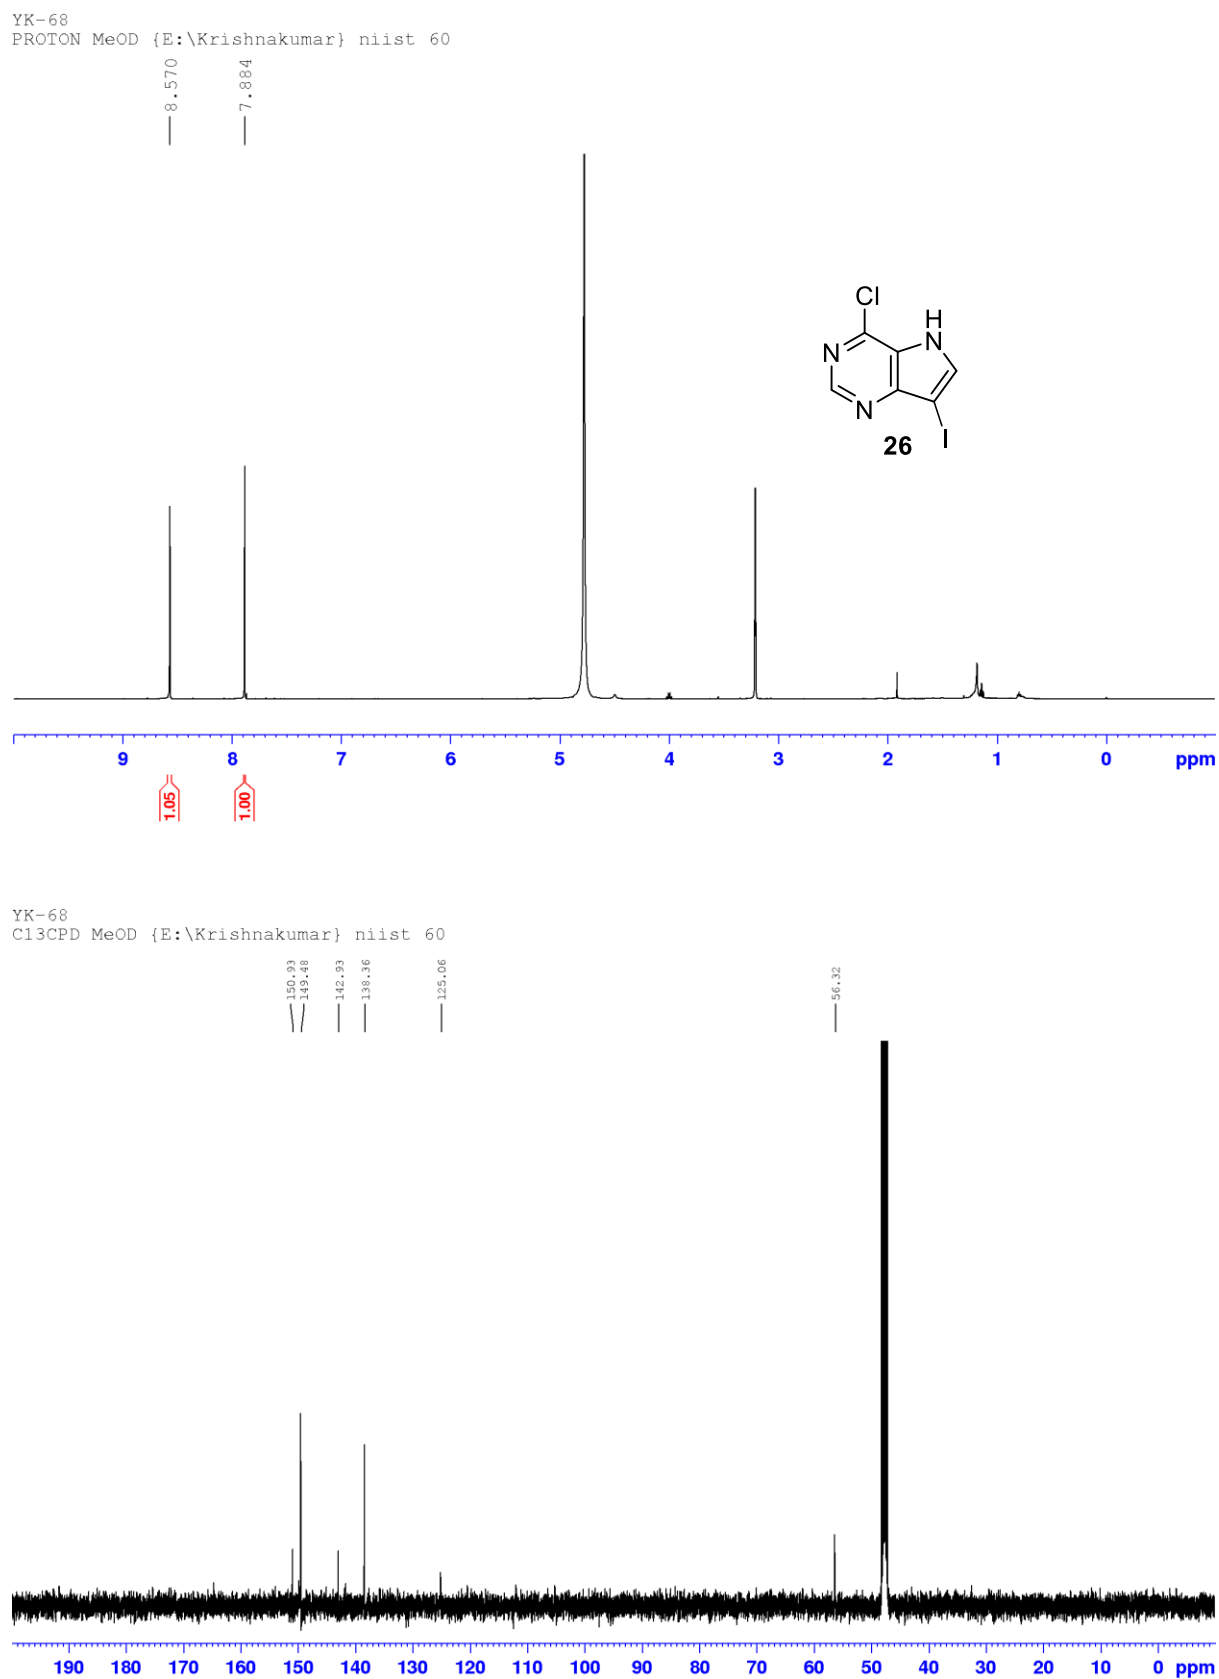 YK-68
PROTON MeOD {E:\Krishnakumar} niist 60
8.570
7.884
Cl
H
N
N
N
I
26
9 8 7 6 5 4 3 2 1 0 ppm
1.05
1.00
YK-68
C13CPD MeOD {E:\Krishnakumar} niist 60
150.93
149.48
142.93
138.36
125.06
56.32
190 180 170 160 150 140 130 120 110 100 90 80 70 60 50 40 30 20 10 0 ppm